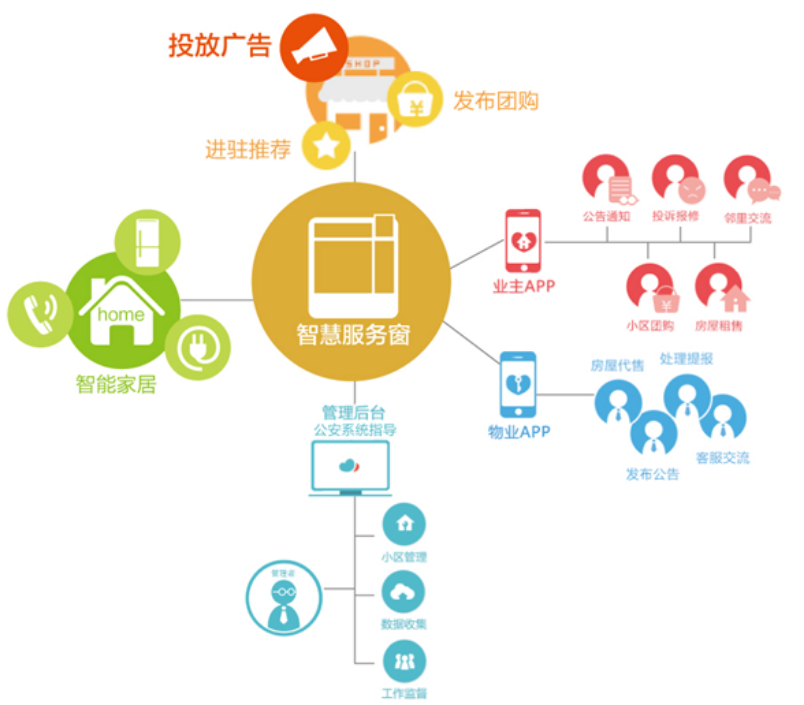 投放广告
SHOP
¥
发布团购
进驻推荐
智慧服务窗
home
智能家居
公告通知
投诉报修
邻里交流
业主APP
¥
小区团购
房屋租售
房屋代售
处理提报
物业APP
发布公告
客服交流
管理后台
公安系统指导
小区管理
管理者
数据收集
工作监督